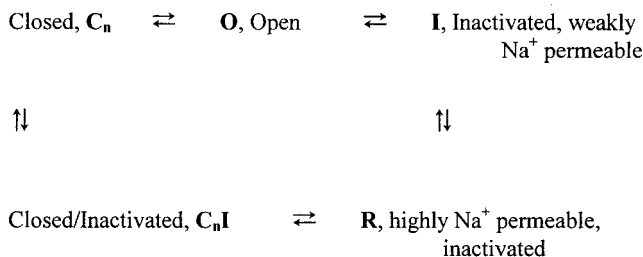 Closed, Cn ⇄ O, Open ⇄ I, Inactivated, weakly
Na+ permeable
⇅ ⇅
Closed/Inactivated, CnI ⇄ R, highly Na+ permeable,
inactivated